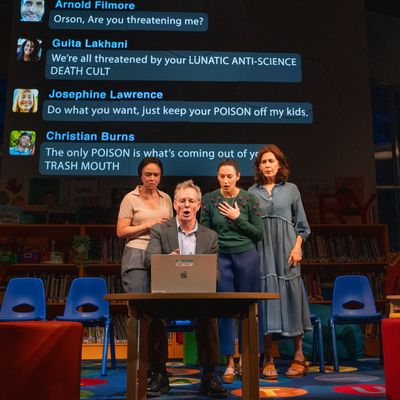 Arnold Filmore
Orson, Are you threatening me?
Guita Lakhani
We're all threatened by your LUNATIC ANTI-SCIENCE
DEATH CULT
Josephine Lawrence
Do what you want, just keep your POISON off my kids.
Christian Burns
The only POISON is what's coming out of
TRASH MOUTH